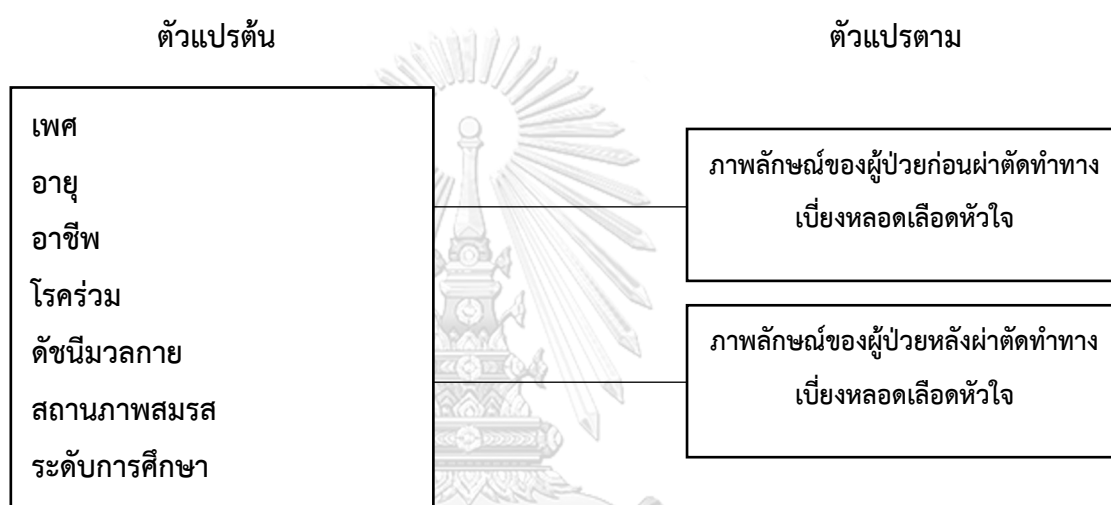 ตัวแปรต้น
ตัวแปรตาม
เพศ
อายุ
อาชีพ
โรคร่วม
ดัชนีมวลกาย
สถานภาพสมรส
ระดับการศึกษา
ภาพลักษณ์ของผู้ป่วยก่อนผ่าตัดทำทาง
เบี่ยงหลอดเลือดหัวใจ
ภาพลักษณ์ของผู้ป่วยหลังผ่าตัดทำทาง
เบี่ยงหลอดเลือดหัวใจ